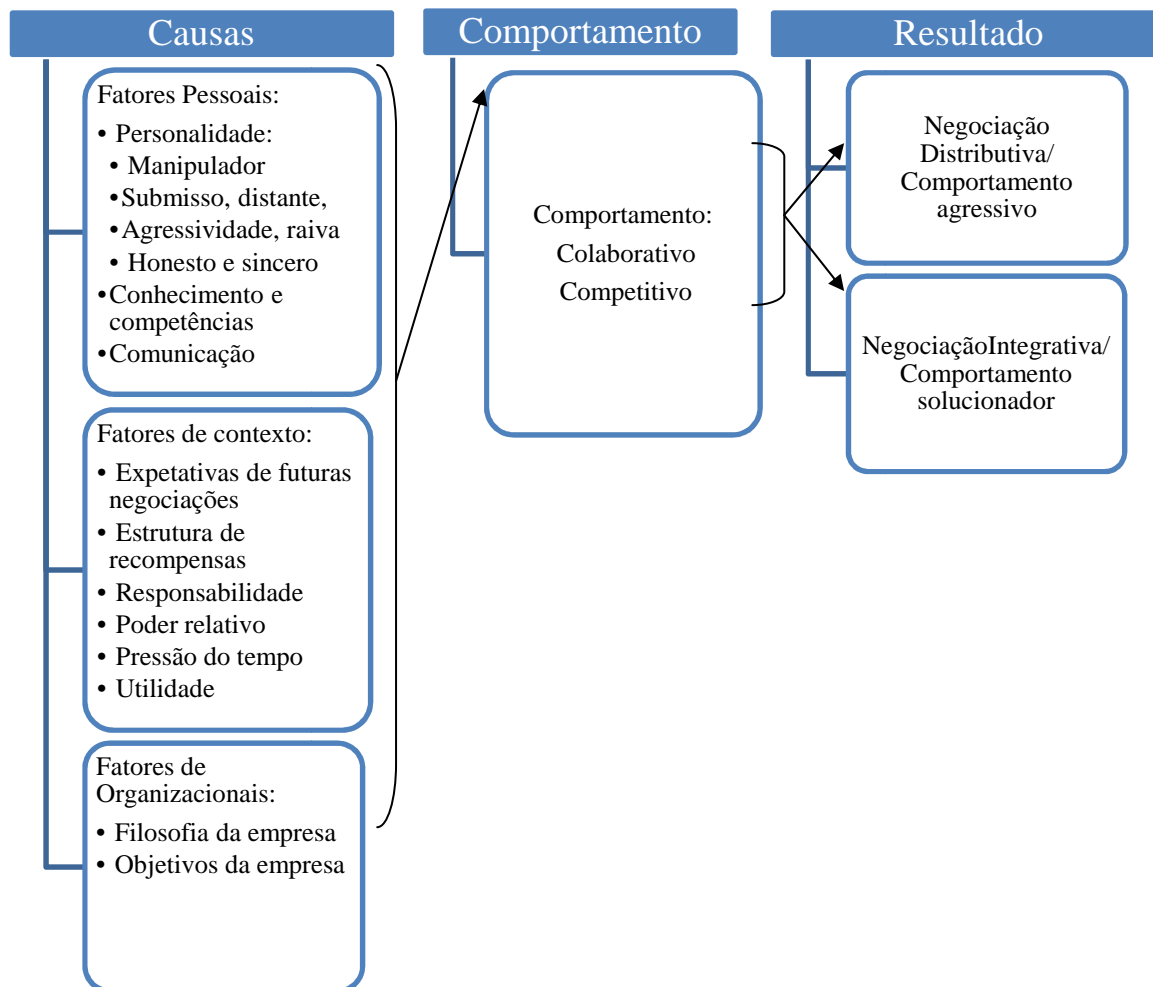 Causas
Fatores Pessoais:
• Personalidade:
• Manipulador
•Submisso, distante,
•Agressividade, raiva
• Honesto e sincero
•Conhecimento e
competências
•Comunicação
Fatores de contexto:
• Expetativas de futuras
negociações
• Estrutura de
recompensas
• Responsabilidade
• Poder relativo
• Pressão do tempo
• Utilidade
Fatores de
Organizacionais:
• Filosofia da empresa
• Objetivos da empresa
Comportamento
Comportamento:
Colaborativo
Competitivo
Resultado
Negociação
Distributiva/
Comportamento
agressivo
NegociaçãoIntegrativa/
Comportamento
solucionador